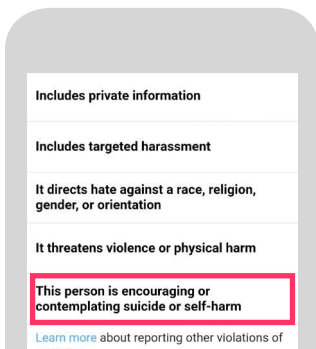 Includes private information
Includes targeted harassment
It directs hate against a race, religion,
gender, or orientation
It threatens violence or physical harm
This person is encouraging or
contemplating suicide or self-harm
Learn more about reporting other violations of